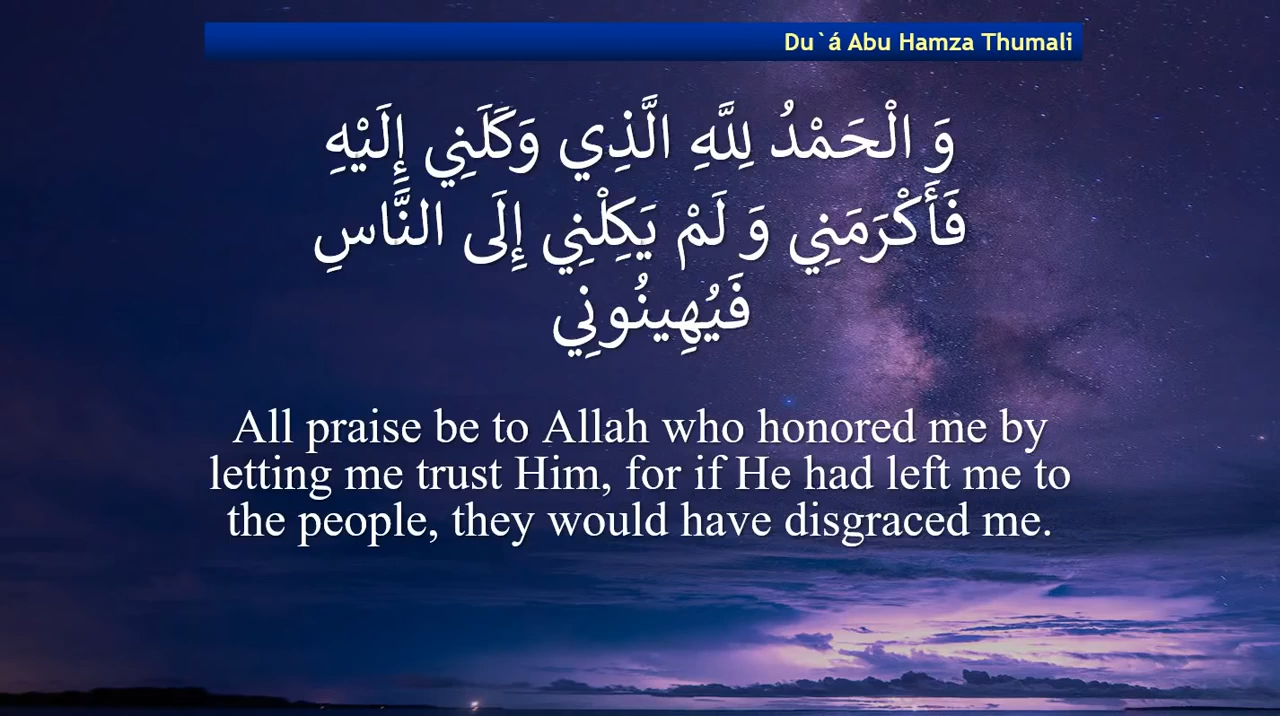 Du`á Abu Hamza Thumali
وَ الْحَمْدُ لِلَّهِ الَّذِي وَكَلَنِي إِلَيْهِ
فَأَكْرَمَنِي وَ لَمْ يَكِلْنِي إِلَى النَّاسِ
فَيُهِينُونِي
All praise be to Allah who honored me by
letting me trust Him, for if He had left me to
the people, they would have disgraced me.